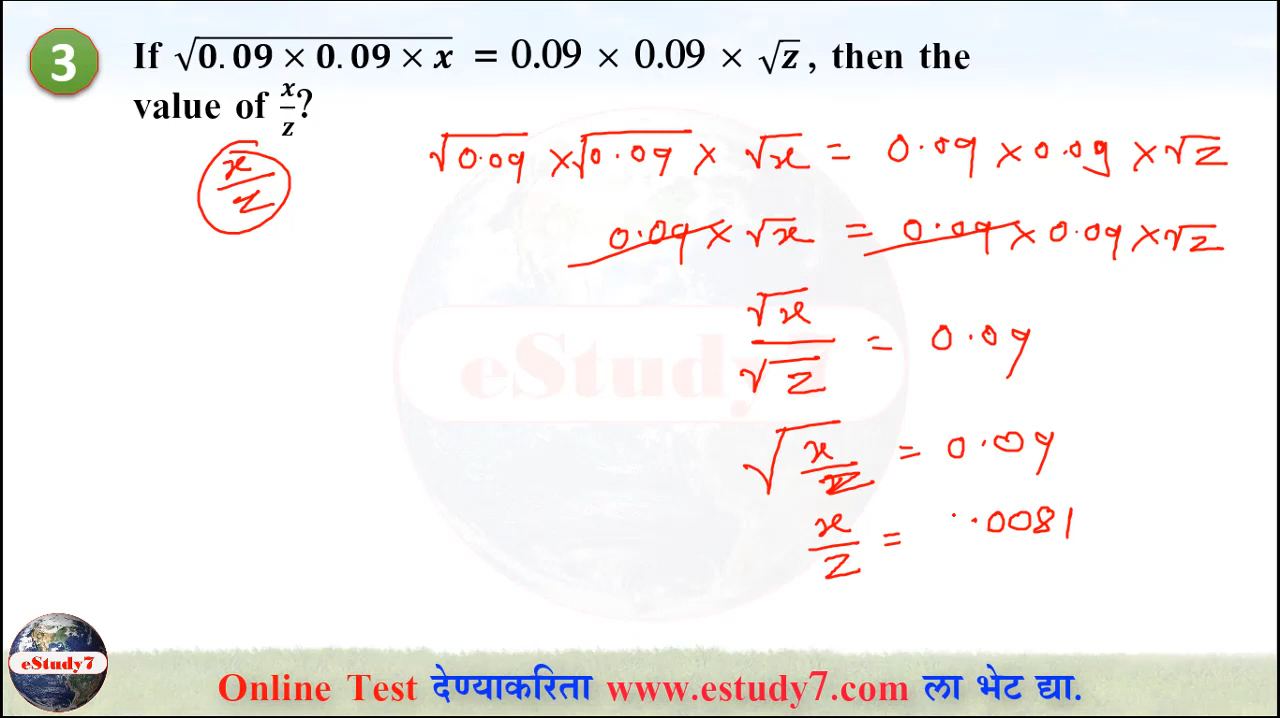 3
If √0.09 × 0.09 × x = 0.09 × 0.09 × √z, then the
value of x/z?
x/z
√0.09 × √0.09 × √x = 0.09 × 0.09 × √z
0.09 × √x = 0.09 × 0.09 × √z
√x/√z = 0.09
√x/z = 0.09
x/z = .0081
eStudy7
eStudy7
Online Test देण्याकरिता www.estudy7.com ला भेट द्या.